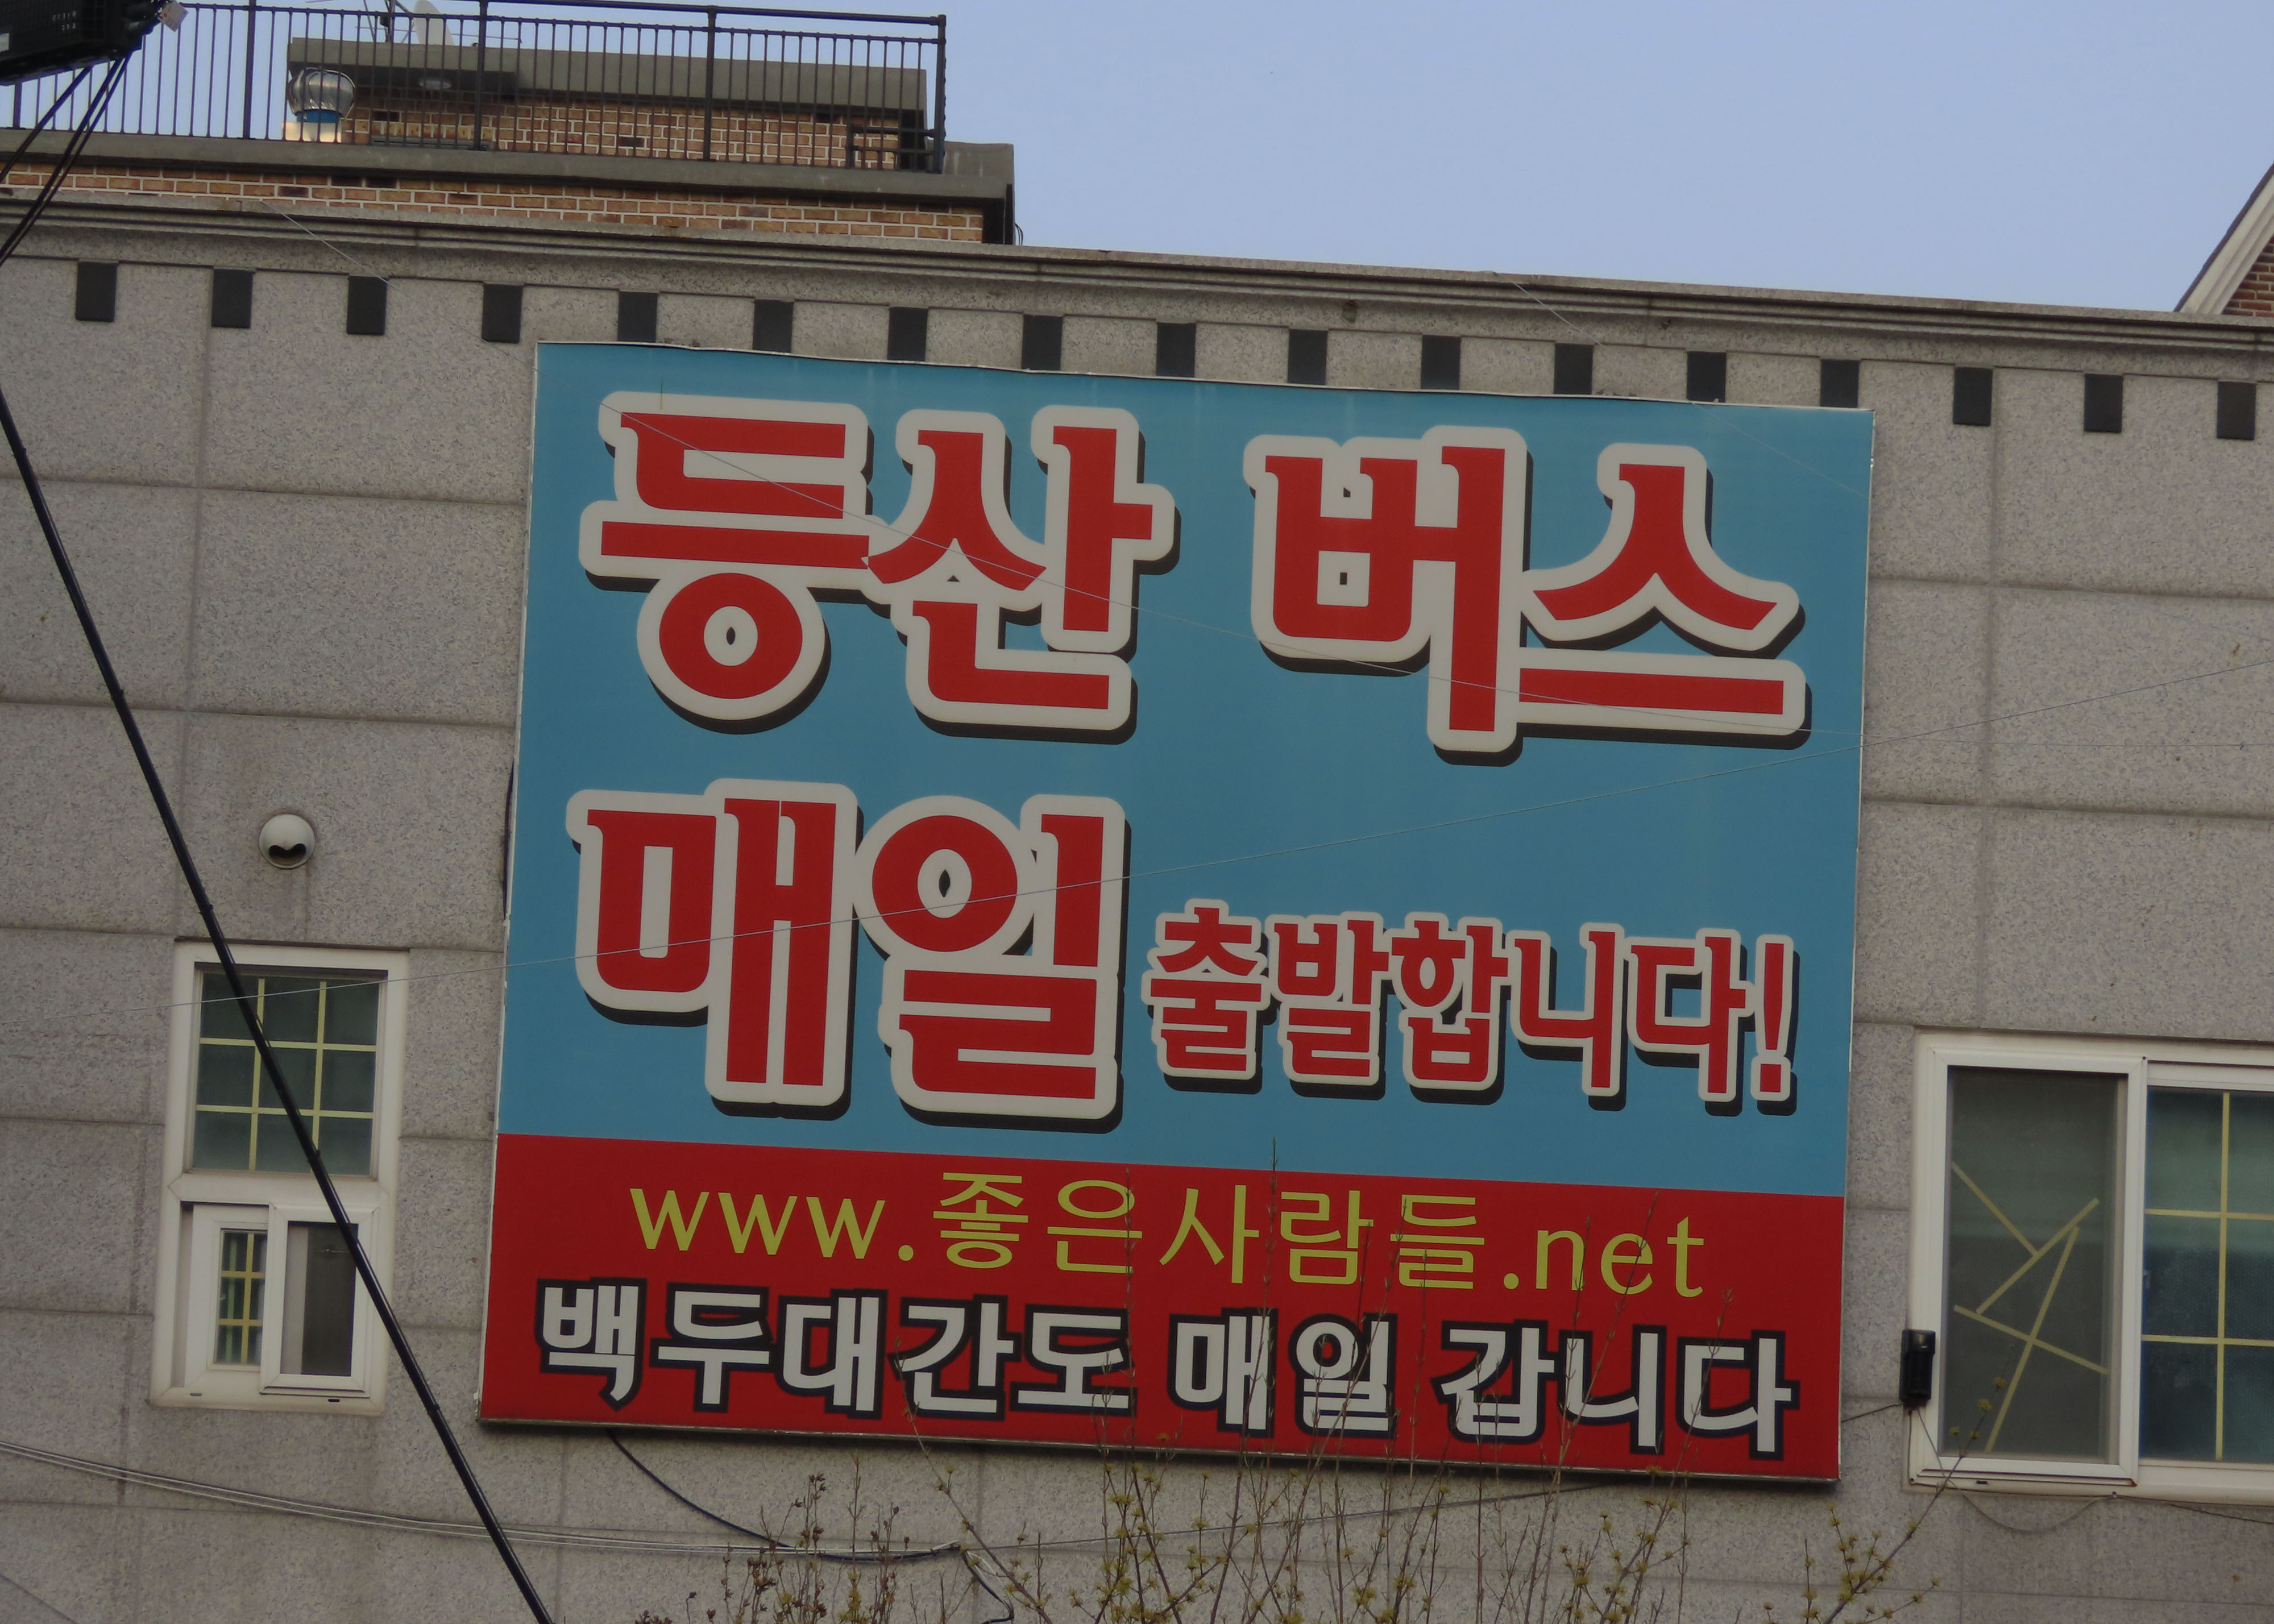 등산 버스
매일 출발합니다!
www.좋은사람들.net
백두대간도 매일 갑니다